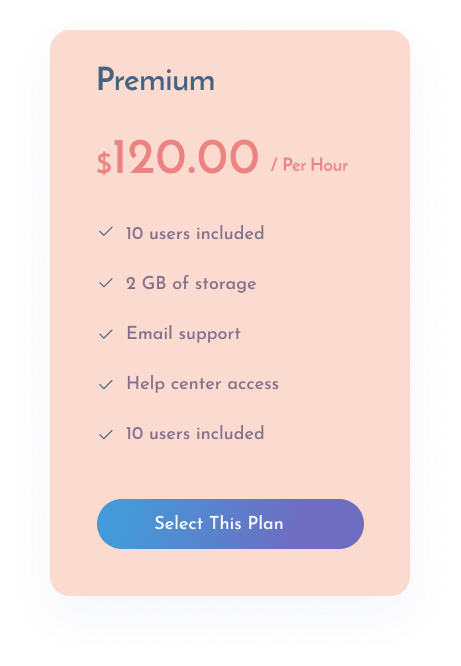 Premium
$120.00 / Per Hour
10 users included
2 GB of storage
Email support
Help center access
10 users included
Select This Plan